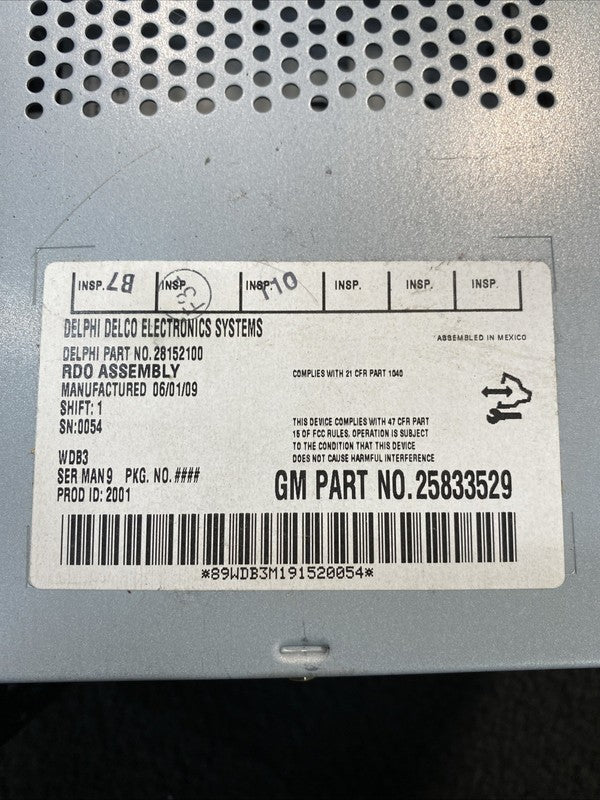 INSP. B7 INSP. T31 INSP. T10 INSP. INSP. INSP.
DELPHI DELCO ELECTRONICS SYSTEMS
ASSEMBLED IN MEXICO
DELPHI PART NO. 28152100
RDO ASSEMBLY
COMPLIES WITH 21 CFR PART 1040
MANUFACTURED 06/01/09
SHIFT: 1
SN:0054
THIS DEVICE COMPLIES WITH 47 CFR PART
15 OF FCC RULES. OPERATION IS SUBJECT
TO THE CONDITION THAT THIS DEVICE
DOES NOT CAUSE HARMFUL INTERFERENCE
WDB3
SER MAN 9 PKG. NO. ####
PROD ID: 2001
GM PART NO. 25833529
*89WDB3M191520054*